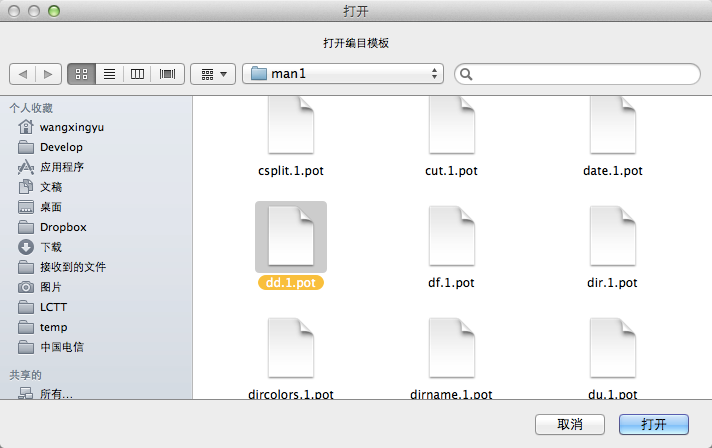 打开
打开编目模板
man1
个人收藏
wangxingyu
Develop
应用程序
文稿
桌面
Dropbox
下载
接收到的文件
图片
LCTT
temp
中国电信
共享的
所有...
csplit.1.pot
cut.1.pot
date.1.pot
dd.1.pot
df.1.pot
dir.1.pot
dircolors.1.pot
dirname.1.pot
du.1.pot
取消
打开